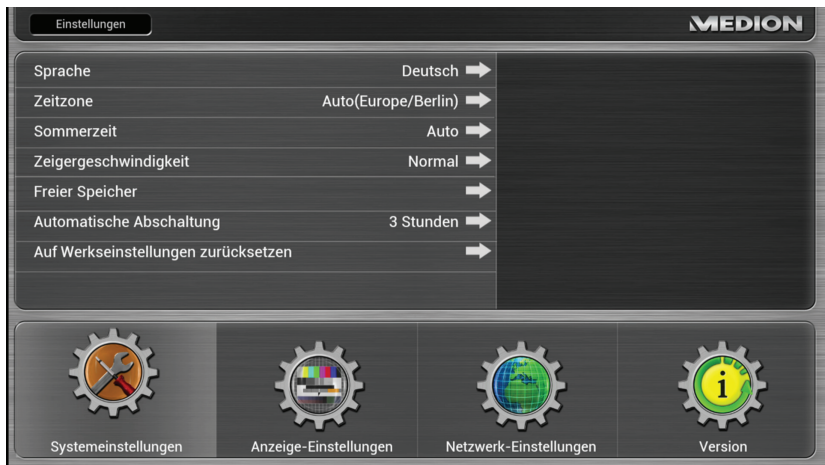 Einstellungen
MEDION
Sprache Deutsch
Zeitzone Auto(Europe/Berlin)
Sommerzeit Auto
Zeigergeschwindigkeit Normal
Freier Speicher
Automatische Abschaltung 3 Stunden
Auf Werkseinstellungen zurücksetzen
i
Systemeinstellungen Anzeige-Einstellungen Netzwerk-Einstellungen Version